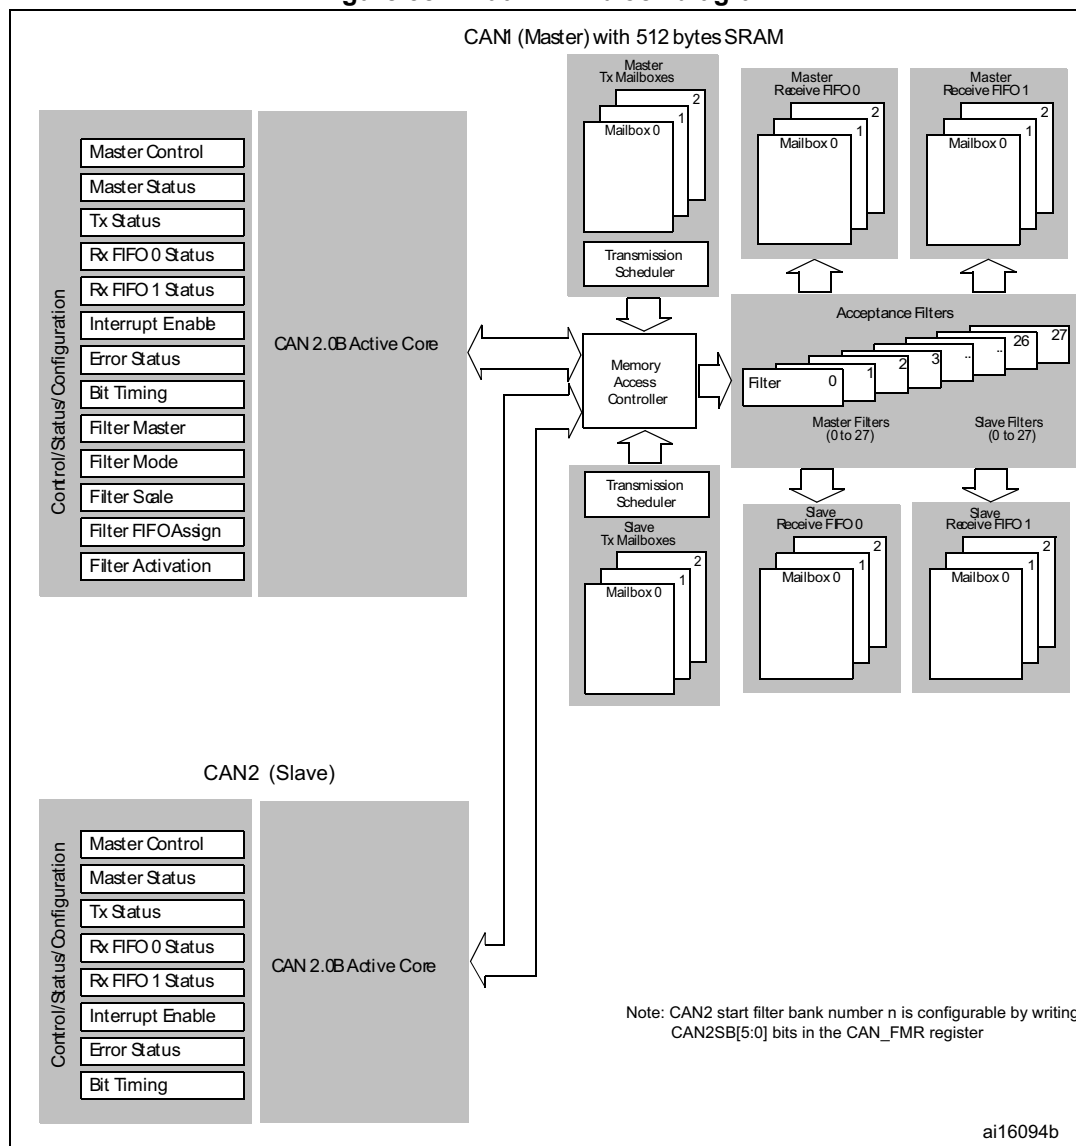 CAN1 (Master) with 512 bytes SRAM
Control/Status/Configuration
Master Control
Master Status
Tx Status
Rx FIFO 0 Status
Rx FIFO 1 Status
Interrupt Enable
Error Status
Bit Timing
Filter Master
Filter Mode
Filter Scale
Filter FIFO Assign
Filter Activation
CAN 2.0B Active Core
Master
Tx Mailboxes
2
1
Mailbox 0
Transmission
Scheduler
Master
Receive FIFO 0
2
1
Mailbox 0
Master
Receive FIFO 1
2
1
Mailbox 0
Memory
Access
Controller
Acceptance Filters
Filter 0 1 2 3 .. .. 26 27
Master Filters
(0 to 27)
Slave Filters
(0 to 27)
Transmission
Scheduler
Slave
Tx Mailboxes
2
1
Mailbox 0
Slave
Receive FIFO 0
2
1
Mailbox 0
Slave
Receive FIFO 1
2
1
Mailbox 0
CAN2 (Slave)
Control/Status/Configuration
Master Control
Master Status
Tx Status
Rx FIFO 0 Status
Rx FIFO 1 Status
Interrupt Enable
Error Status
Bit Timing
CAN 2.0B Active Core
Note: CAN2 start filter bank number n is configurable by writing
CAN2SB[5:0] bits in the CAN_FMR register
ai16094b